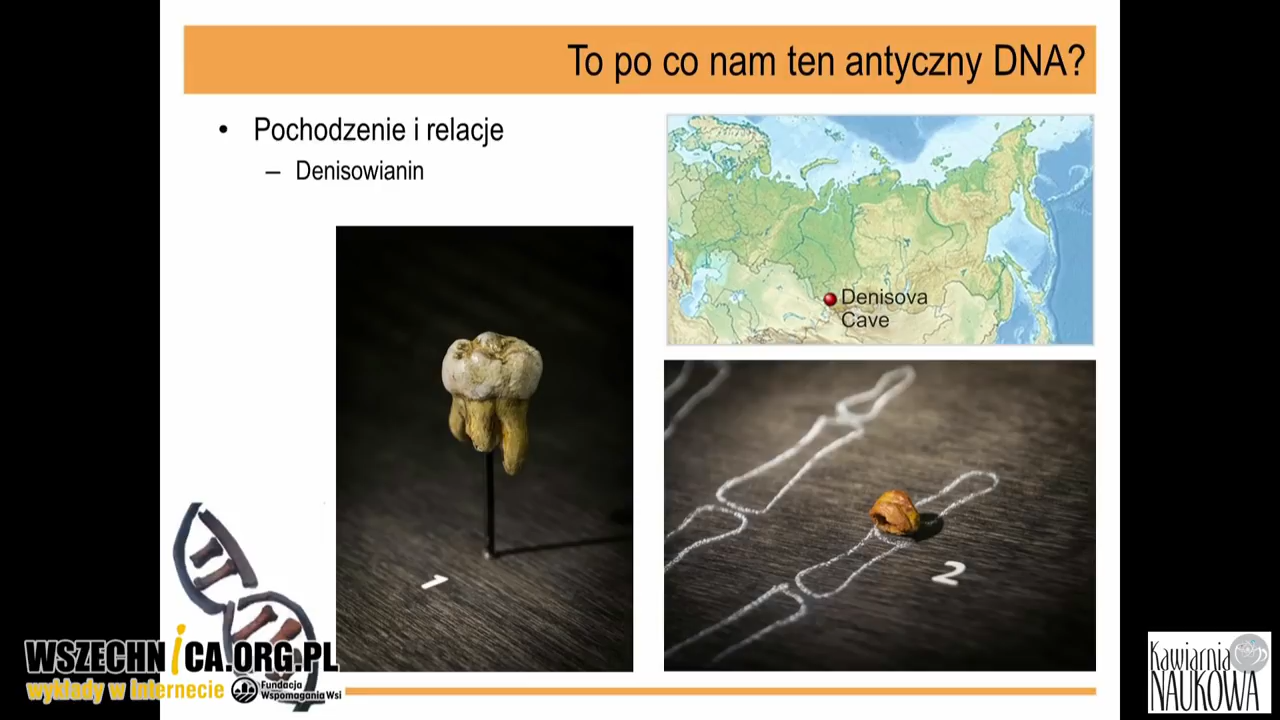 To po co nam ten antyczny DNA?
• Pochodzenie i relacje
– Denisowianin
Denisova
Cave
1
2
WSZECHNiCA.ORG.PL
wykłady w Internecie
Fundacja
Wspomagania Wsi
Kawiarnia
NAUKOWA